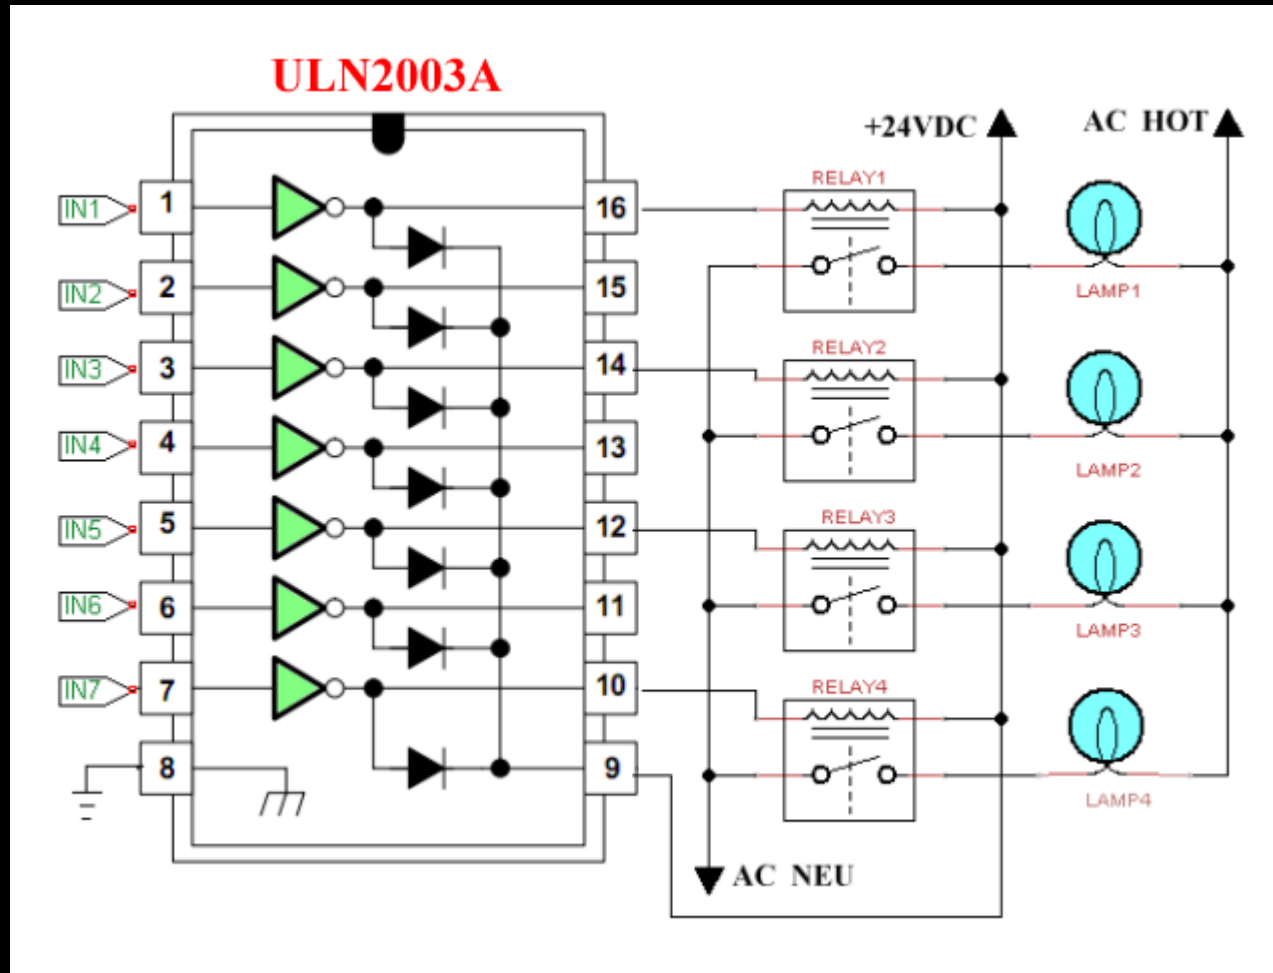 ULN2003A
+24VDC
AC HOT
RELAY1
IN1
1
16
LAMP1
IN2
2
15
RELAY2
IN3
3
14
IN4
4
13
LAMP2
RELAY3
IN5
5
12
IN6
6
11
LAMP3
RELAY4
IN7
7
10
8
9
LAMP4
AC NEU